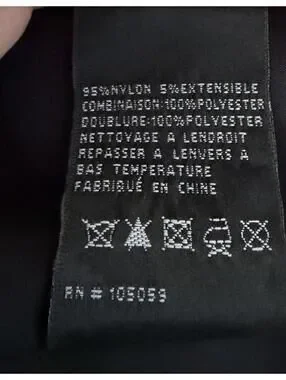 95%NYLON 5%EXTENSIBLE
COMBINAISON:100%POLYESTER
DOUBLURE:100%POLYESTER
NETTOYAGE A LENDROIT
REPASSER A LENVERS A
BAS TEMPERATURE
FABRIQUÉ EN CHINE
RN # 105059